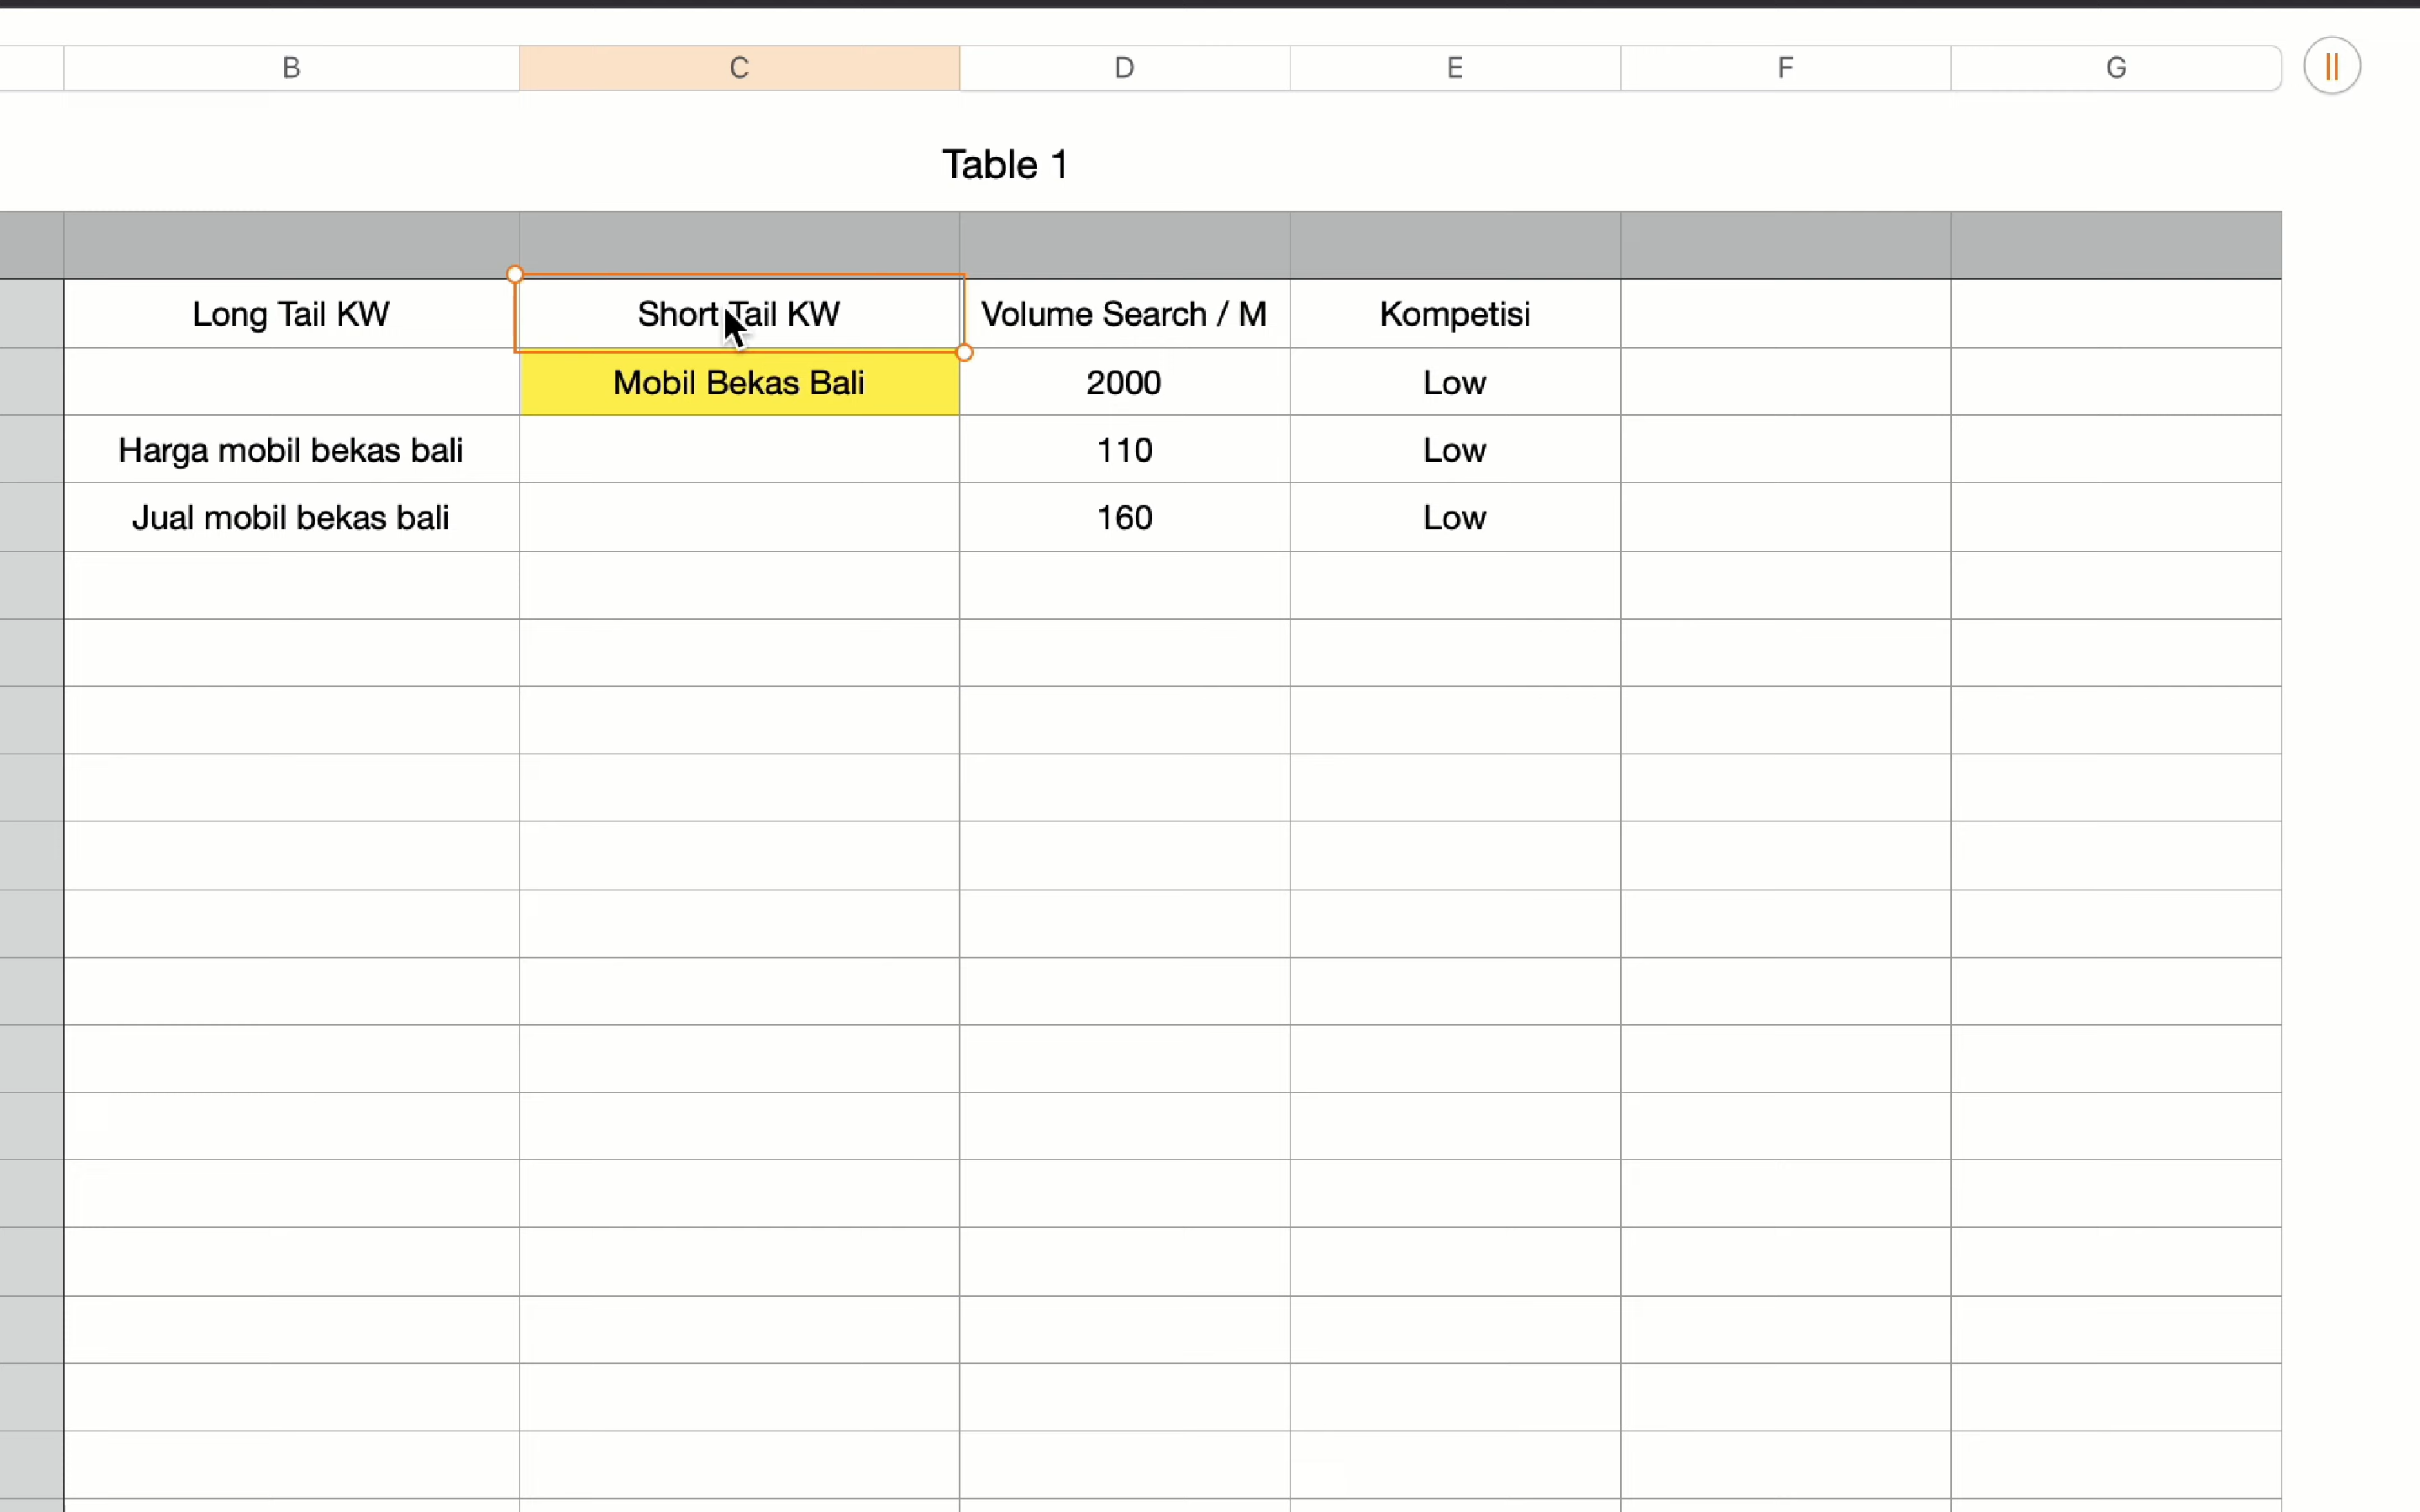 B C D E F G
Table 1
Long Tail KW Short Tail KW Volume Search / M Kompetisi
Mobil Bekas Bali 2000 Low
Harga mobil bekas bali 110 Low
Jual mobil bekas bali 160 Low